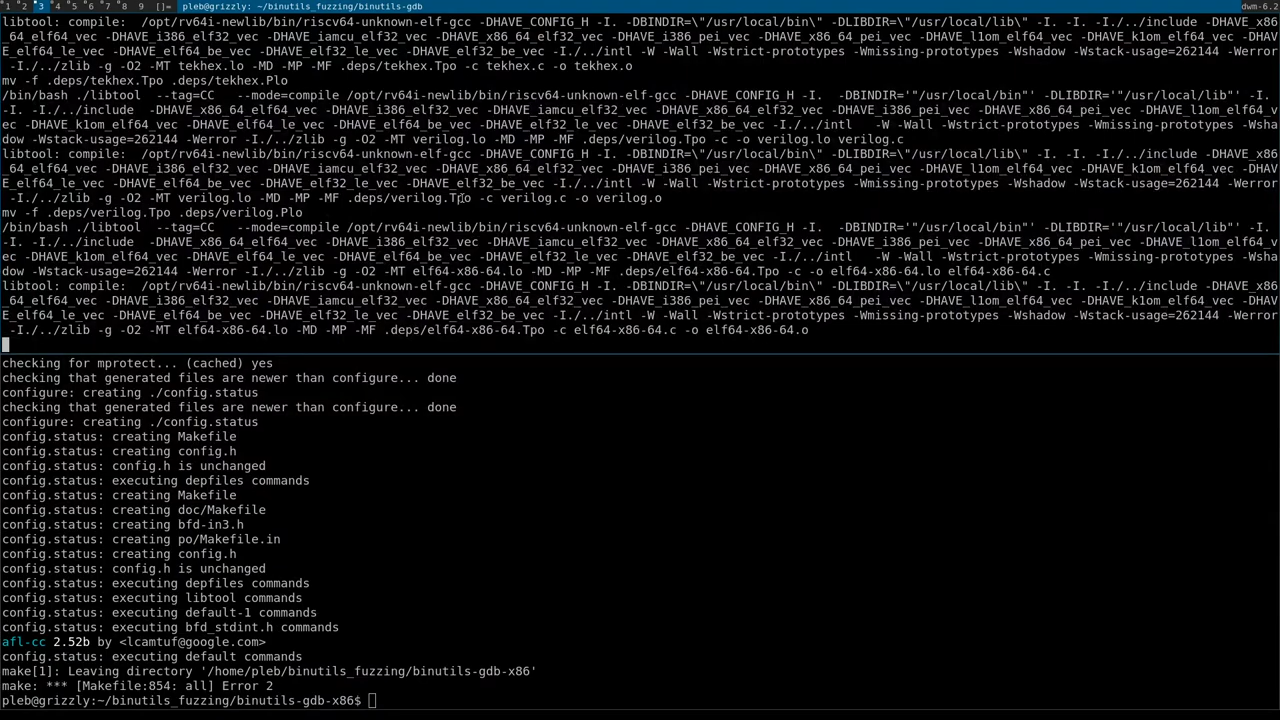 1 2 3 4 5 6 7 8 9 []= pleb@grizzly: ~/binutils_fuzzing/binutils-gdb dwm-6.2
libtool: compile:  /opt/rv64i-newlib/bin/riscv64-unknown-elf-gcc -DHAVE_CONFIG_H -I. -DBINDIR=\"/usr/local/bin\" -DLIBDIR=\"/usr/local/lib\" -I. -I. -I./../include -DHAVE_x86
_64_elf64_vec -DHAVE_i386_elf32_vec -DHAVE_iamcu_elf32_vec -DHAVE_x86_64_elf32_vec -DHAVE_i386_pei_vec -DHAVE_x86_64_pei_vec -DHAVE_l1om_elf64_vec -DHAVE_k1om_elf64_vec -DHAV
E_elf64_le_vec -DHAVE_elf64_be_vec -DHAVE_elf32_le_vec -DHAVE_elf32_be_vec -I./../intl -W -Wall -Wstrict-prototypes -Wmissing-prototypes -Wshadow -Wstack-usage=262144 -Werror
 -I./../zlib -g -O2 -MT tekhex.lo -MD -MP -MF .deps/tekhex.Tpo -c tekhex.c -o tekhex.o
mv -f .deps/tekhex.Tpo .deps/tekhex.Plo
/bin/bash ./libtool  --tag=CC   --mode=compile /opt/rv64i-newlib/bin/riscv64-unknown-elf-gcc -DHAVE_CONFIG_H -I.  -DBINDIR='"/usr/local/bin"' -DLIBDIR='"/usr/local/lib"' -I.
-I. -I./../include  -DHAVE_x86_64_elf64_vec -DHAVE_i386_elf32_vec -DHAVE_iamcu_elf32_vec -DHAVE_x86_64_elf32_vec -DHAVE_i386_pei_vec -DHAVE_x86_64_pei_vec -DHAVE_l1om_elf64_v
ec -DHAVE_k1om_elf64_vec -DHAVE_elf64_le_vec -DHAVE_elf64_be_vec -DHAVE_elf32_le_vec -DHAVE_elf32_be_vec -I./../intl   -W -Wall -Wstrict-prototypes -Wmissing-prototypes -Wsha
dow -Wstack-usage=262144 -Werror -I./../zlib -g -O2 -MT verilog.lo -MD -MP -MF .deps/verilog.Tpo -c -o verilog.lo verilog.c
libtool: compile:  /opt/rv64i-newlib/bin/riscv64-unknown-elf-gcc -DHAVE_CONFIG_H -I. -DBINDIR=\"/usr/local/bin\" -DLIBDIR=\"/usr/local/lib\" -I. -I. -I./../include -DHAVE_x86
_64_elf64_vec -DHAVE_i386_elf32_vec -DHAVE_iamcu_elf32_vec -DHAVE_x86_64_elf32_vec -DHAVE_i386_pei_vec -DHAVE_x86_64_pei_vec -DHAVE_l1om_elf64_vec -DHAVE_k1om_elf64_vec -DHAV
E_elf64_le_vec -DHAVE_elf64_be_vec -DHAVE_elf32_le_vec -DHAVE_elf32_be_vec -I./../intl -W -Wall -Wstrict-prototypes -Wmissing-prototypes -Wshadow -Wstack-usage=262144 -Werror
 -I./../zlib -g -O2 -MT verilog.lo -MD -MP -MF .deps/verilog.Tpo -c verilog.c -o verilog.o
mv -f .deps/verilog.Tpo .deps/verilog.Plo
/bin/bash ./libtool  --tag=CC   --mode=compile /opt/rv64i-newlib/bin/riscv64-unknown-elf-gcc -DHAVE_CONFIG_H -I.  -DBINDIR='"/usr/local/bin"' -DLIBDIR='"/usr/local/lib"' -I.
-I. -I./../include  -DHAVE_x86_64_elf64_vec -DHAVE_i386_elf32_vec -DHAVE_iamcu_elf32_vec -DHAVE_x86_64_elf32_vec -DHAVE_i386_pei_vec -DHAVE_x86_64_pei_vec -DHAVE_l1om_elf64_v
ec -DHAVE_k1om_elf64_vec -DHAVE_elf64_le_vec -DHAVE_elf64_be_vec -DHAVE_elf32_le_vec -DHAVE_elf32_be_vec -I./../intl   -W -Wall -Wstrict-prototypes -Wmissing-prototypes -Wsha
dow -Wstack-usage=262144 -Werror -I./../zlib -g -O2 -MT elf64-x86-64.lo -MD -MP -MF .deps/elf64-x86-64.Tpo -c -o elf64-x86-64.lo elf64-x86-64.c
libtool: compile:  /opt/rv64i-newlib/bin/riscv64-unknown-elf-gcc -DHAVE_CONFIG_H -I. -DBINDIR=\"/usr/local/bin\" -DLIBDIR=\"/usr/local/lib\" -I. -I. -I./../include -DHAVE_x86
_64_elf64_vec -DHAVE_i386_elf32_vec -DHAVE_iamcu_elf32_vec -DHAVE_x86_64_elf32_vec -DHAVE_i386_pei_vec -DHAVE_x86_64_pei_vec -DHAVE_l1om_elf64_vec -DHAVE_k1om_elf64_vec -DHAV
E_elf64_le_vec -DHAVE_elf64_be_vec -DHAVE_elf32_le_vec -DHAVE_elf32_be_vec -I./../intl -W -Wall -Wstrict-prototypes -Wmissing-prototypes -Wshadow -Wstack-usage=262144 -Werror
 -I./../zlib -g -O2 -MT elf64-x86-64.lo -MD -MP -MF .deps/elf64-x86-64.Tpo -c elf64-x86-64.c -o elf64-x86-64.o
checking for mprotect... (cached) yes
checking that generated files are newer than configure... done
configure: creating ./config.status
checking that generated files are newer than configure... done
configure: creating ./config.status
config.status: creating Makefile
config.status: creating config.h
config.status: config.h is unchanged
config.status: executing depfiles commands
config.status: creating Makefile
config.status: creating doc/Makefile
config.status: creating bfd-in3.h
config.status: creating po/Makefile.in
config.status: creating config.h
config.status: config.h is unchanged
config.status: executing depfiles commands
config.status: executing libtool commands
config.status: executing default-1 commands
config.status: executing bfd_stdint.h commands
afl-cc 2.52b by <lcamtuf@google.com>
config.status: executing default commands
make[1]: Leaving directory '/home/pleb/binutils_fuzzing/binutils-gdb-x86'
make: *** [Makefile:854: all] Error 2
pleb@grizzly:~/binutils_fuzzing/binutils-gdb-x86$